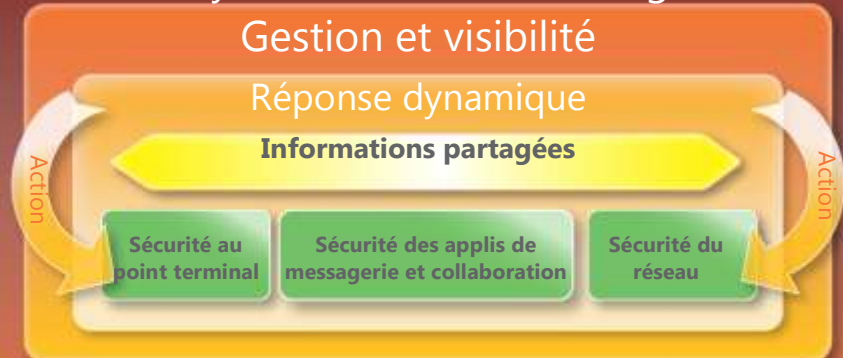 Gestion et visibilité
Réponse dynamique
Informations partagées
Action
Action
Sécurité au
point terminal
Sécurité des applis de
messagerie et collaboration
Sécurité du
réseau